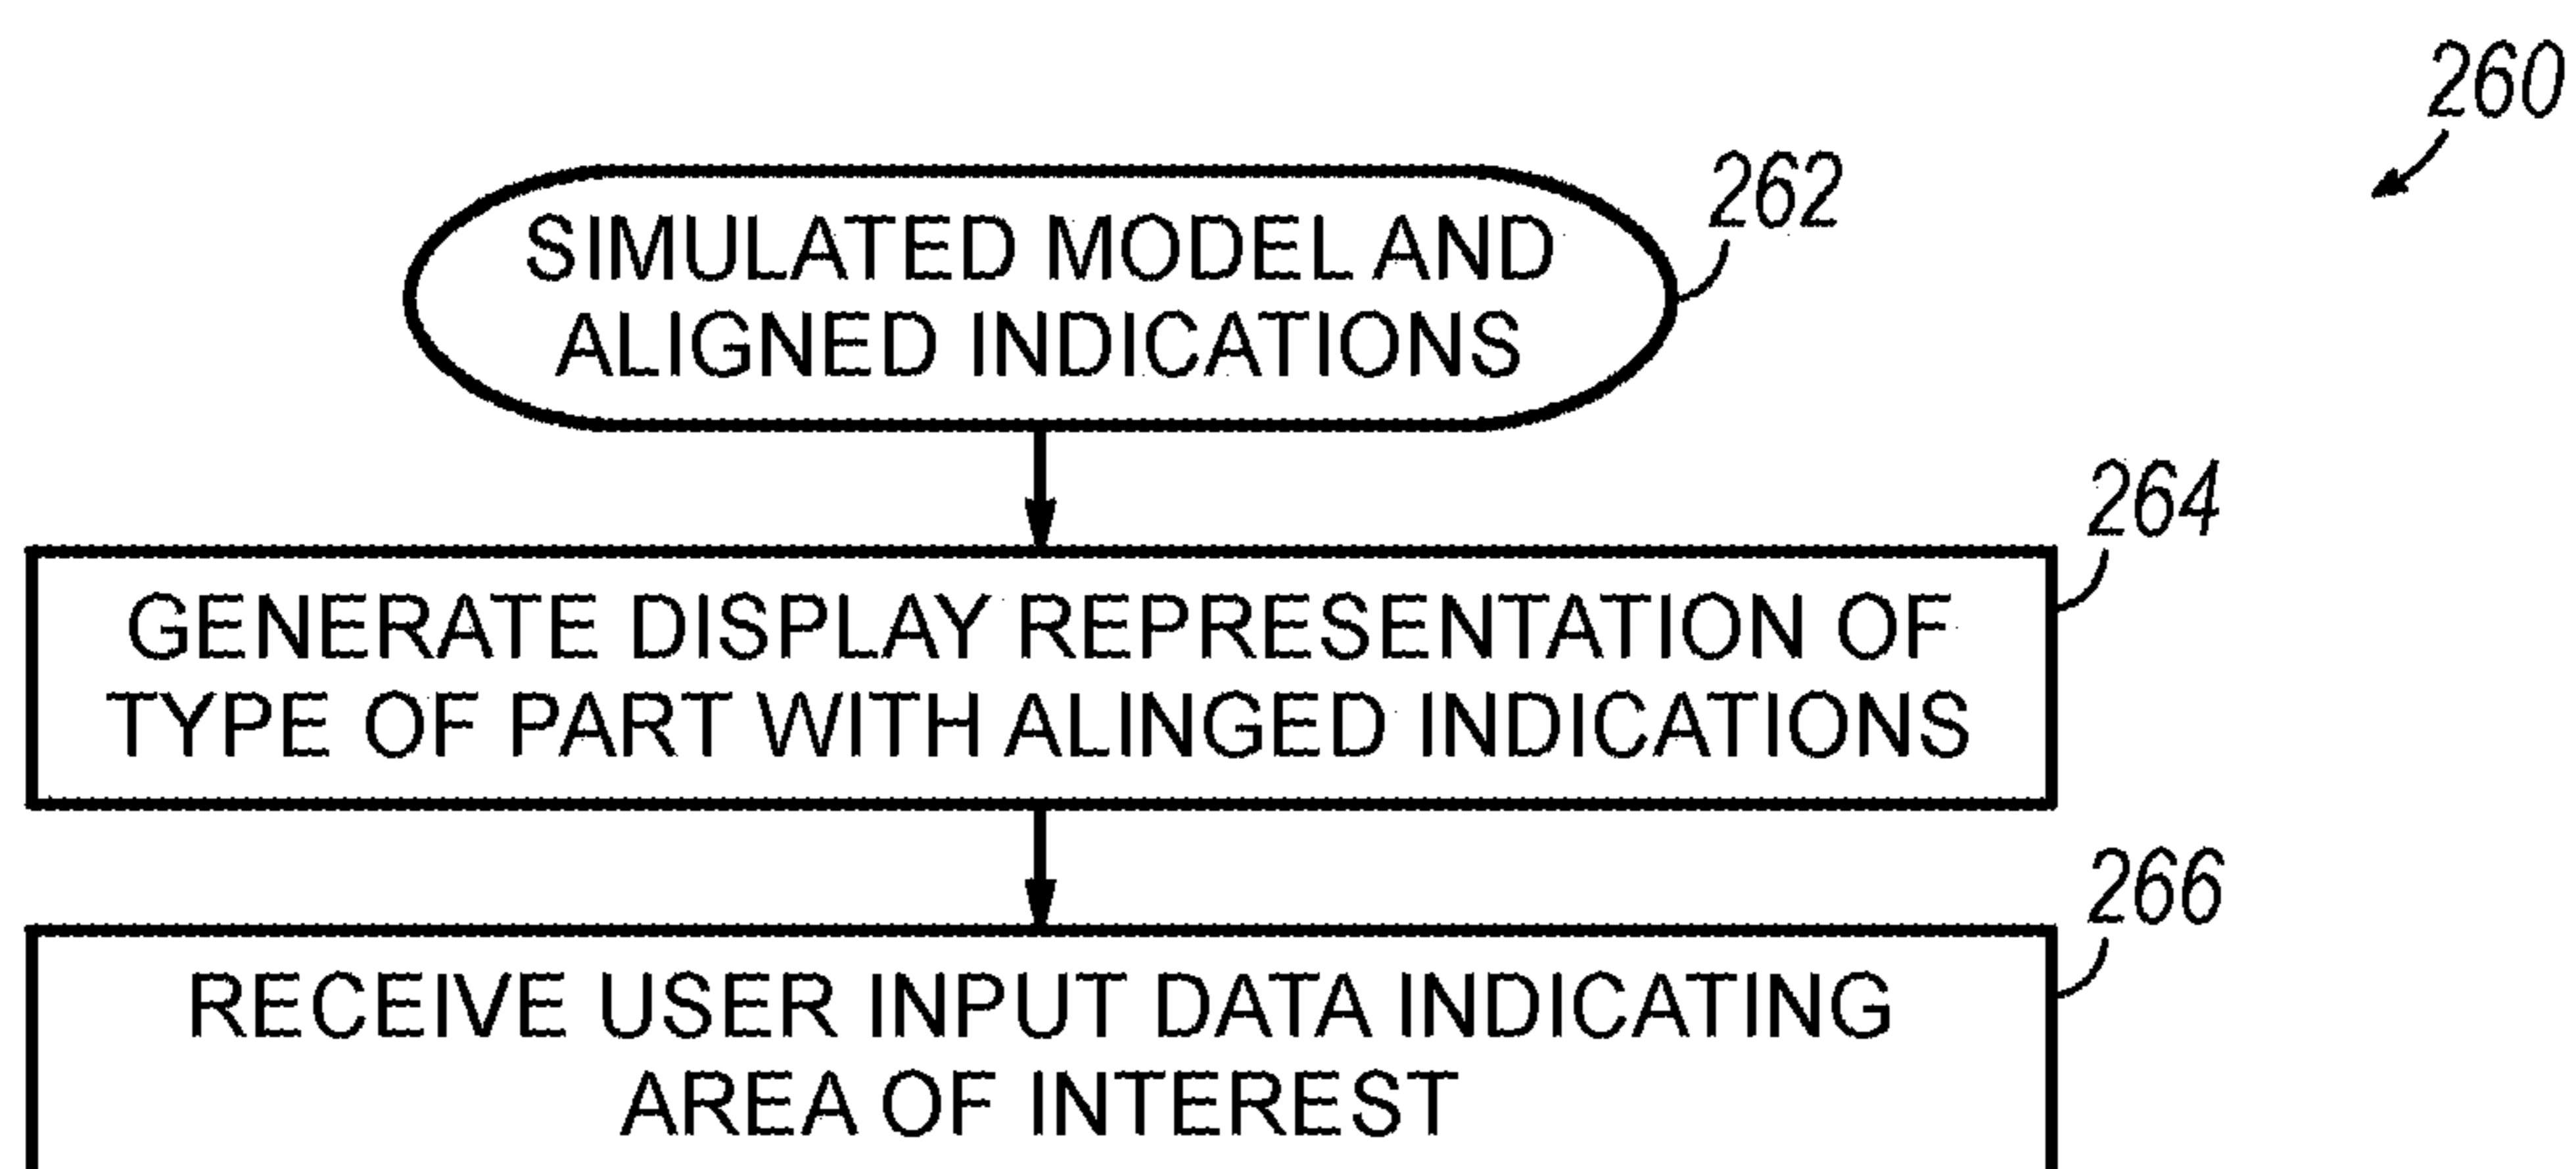 260
262
SIMULATED MODEL AND
ALIGNED INDICATIONS
264
GENERATE DISPLAY REPRESENTATION OF
TYPE OF PART WITH ALINGED INDICATIONS
266
RECEIVE USER INPUT DATA INDICATING
AREA OF INTEREST